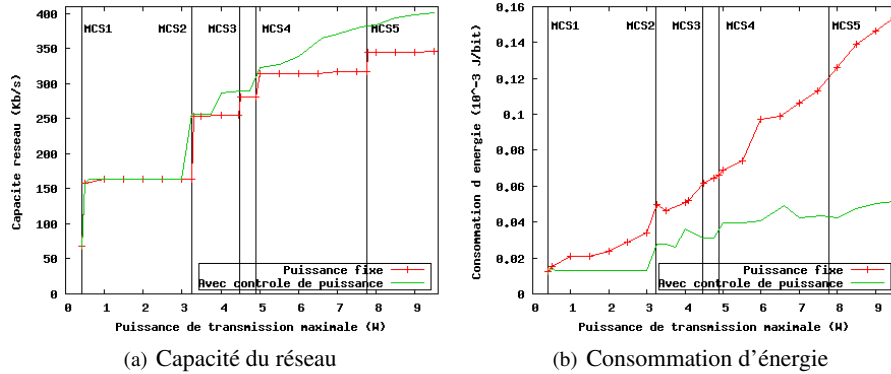 400
350
300
250
200
150
100
50
0
Capacite reseau (Kb/s)
MCS1 MCS2 MCS3 MCS4 MCS5
Puissance fixe
Avec controle de puissance
0 1 2 3 4 5 6 7 8 9
Puissance de transmission maximale (W)
(a) Capacité du réseau
0.16
0.14
0.12
0.1
0.08
0.06
0.04
0.02
0
Consommation d energie (10^-3 J/bit)
MCS1 MCS2 MCS3 MCS4 MCS5
Puissance fixe
Avec controle de puissance
1 2 3 4 5 6 7 8 9
Puissance de transmission maximale (W)
(b) Consommation d'énergie